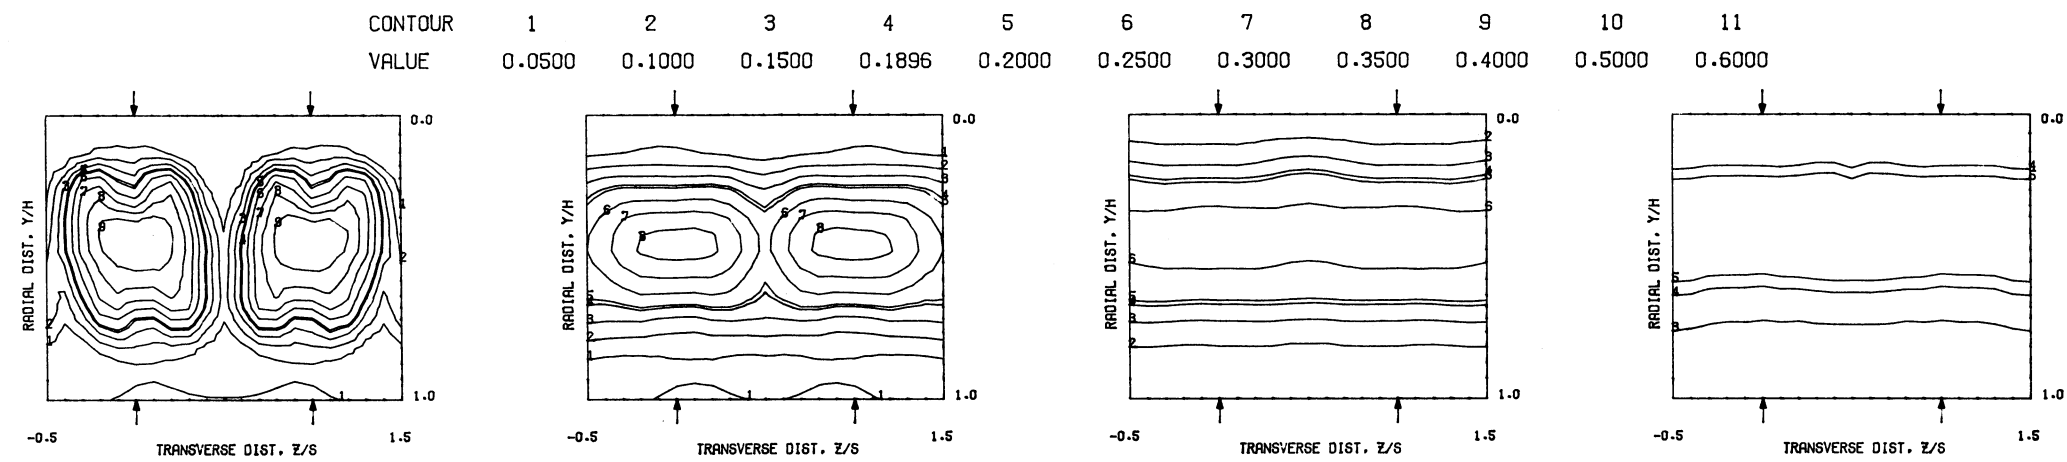 CONTOUR 1 2 3 4 5 6 7 8 9 10 11
VALUE 0.0500 0.1000 0.1500 0.1896 0.2000 0.2500 0.3000 0.3500 0.4000 0.5000 0.6000
0.0 0.0 0.0 0.0
RADIAL DIST. Y/H RADIAL DIST. Y/H RADIAL DIST. Y/H RADIAL DIST. Y/H
1.0 1.0 1.0 1.0
-0.5 1.5 -0.5 1.5 -0.5 1.5 -0.5 1.5
TRANSVERSE DIST. Z/S TRANSVERSE DIST. Z/S TRANSVERSE DIST. Z/S TRANSVERSE DIST. Z/S